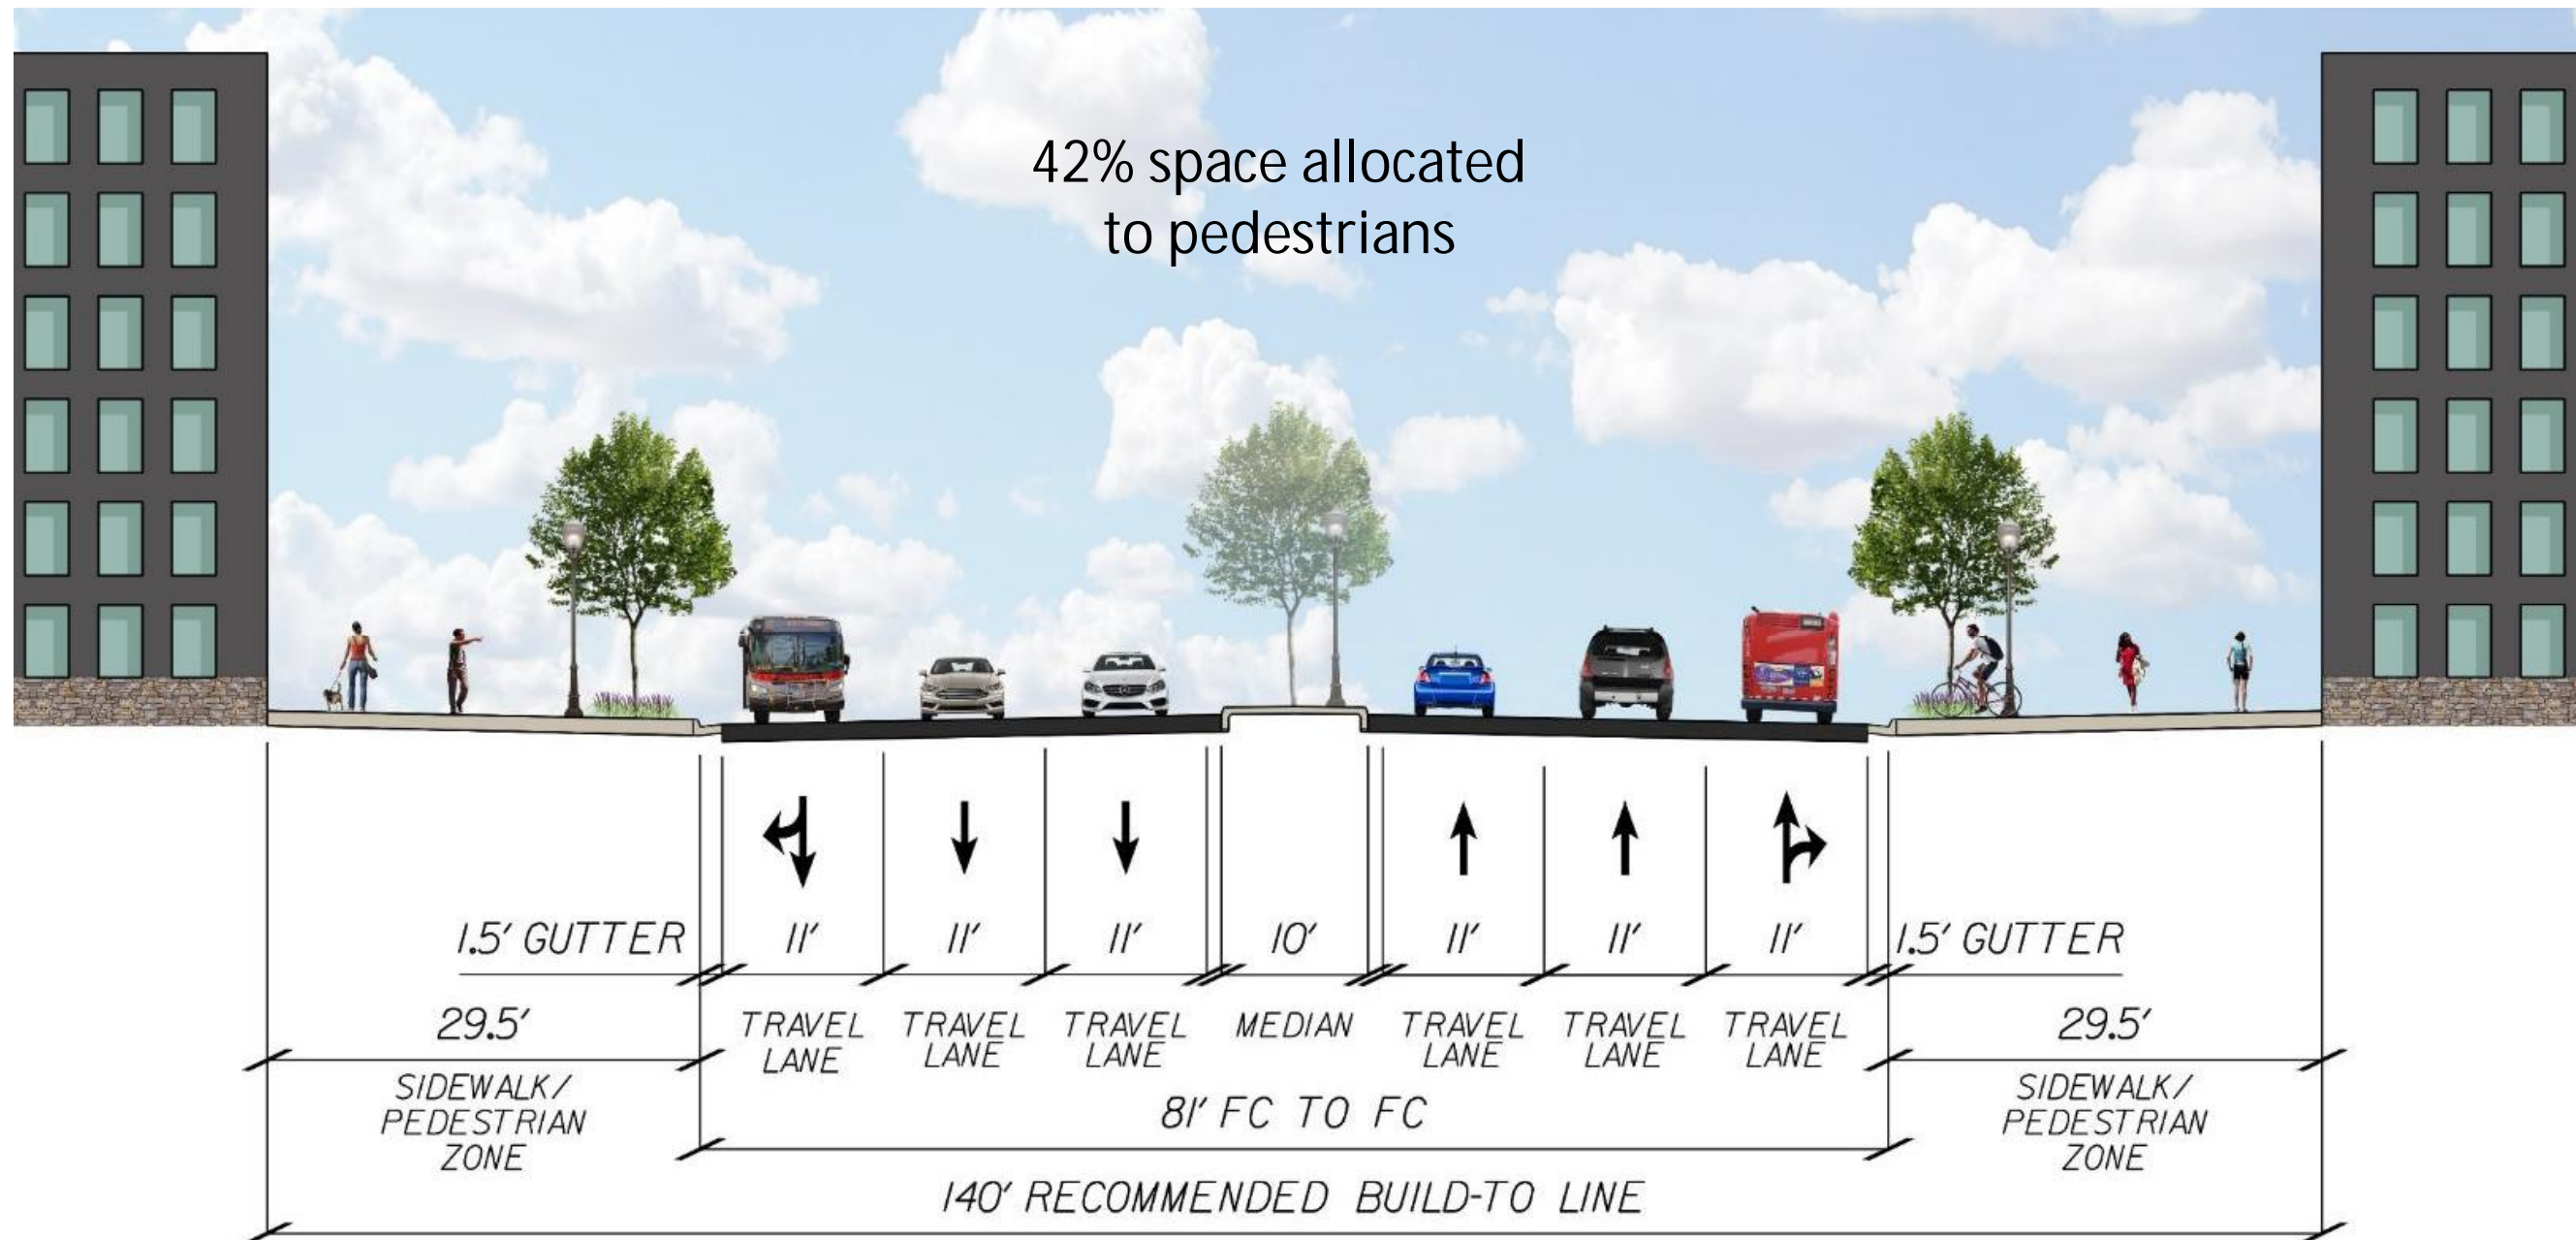 42% space allocated
to pedestrians
1.5' GUTTER
11'
11'
11'
10'
11'
11'
11'
1.5' GUTTER
29.5'
TRAVEL
LANE
TRAVEL
LANE
TRAVEL
LANE
MEDIAN
TRAVEL
LANE
TRAVEL
LANE
TRAVEL
LANE
29.5'
SIDEWALK/
PEDESTRIAN
ZONE
81' FC TO FC
SIDEWALK/
PEDESTRIAN
ZONE
140' RECOMMENDED BUILD-TO LINE